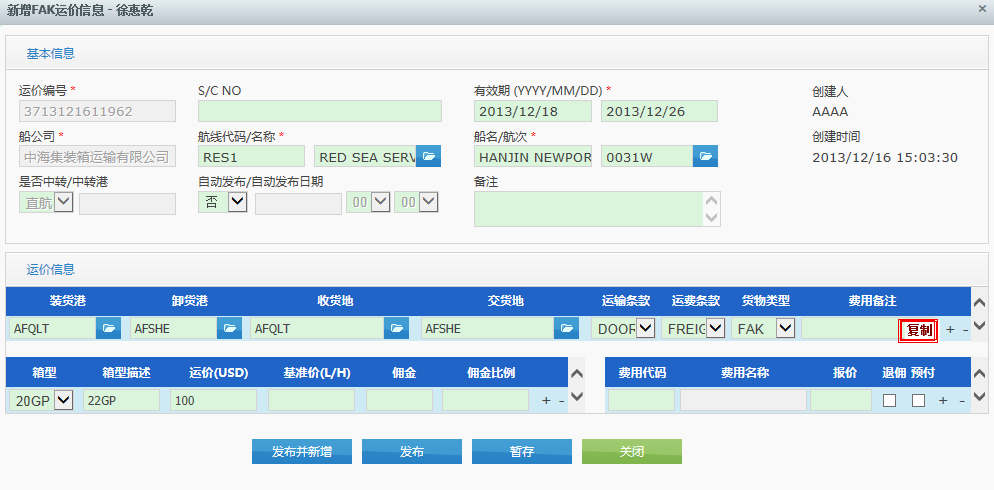 新增FAK运价信息 - 徐惠乾
基本信息
运价编号 * S/C NO 有效期 (YYYY/MM/DD) * 创建人
3713121611962 2013/12/18 2013/12/26 AAAA
船公司 * 航线代码/名称 * 船名/航次 * 创建时间
中海集装箱运输有限公司 RES1 RED SEA SERV HANJIN NEWPOR 0031W 2013/12/16 15:03:30
是否中转/中转港 自动发布/自动发布日期 备注
直航 否 00 00
运价信息
装货港 卸货港 收货地 交货地 运输条款 运费条款 货物类型 费用备注
AFQLT AFSHE AFQLT AFSHE DOOR FREIG FAK 复制 + -
箱型 箱型描述 运价(USD) 基准价(L/H) 佣金 佣金比例 费用代码 费用名称 报价 退佣 预付
20GP 22GP 100 + - + -
发布并新增 发布 暂存 关闭